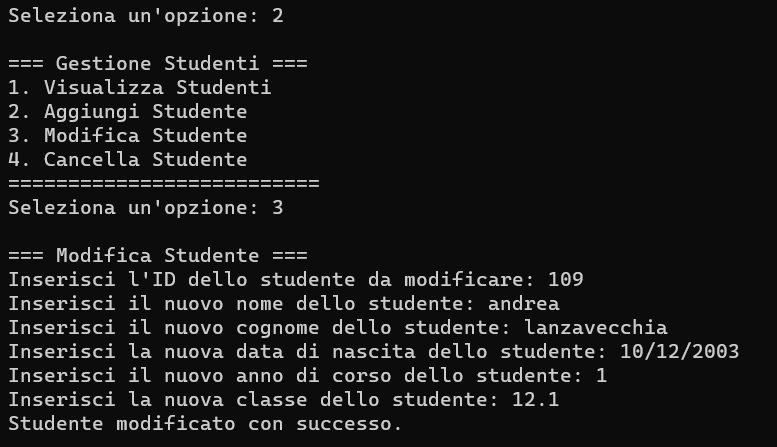 Seleziona un'opzione: 2
=== Gestione Studenti ===
1. Visualizza Studenti
2. Aggiungi Studente
3. Modifica Studente
4. Cancella Studente
==========================
Seleziona un'opzione: 3
=== Modifica Studente ===
Inserisci l'ID dello studente da modificare: 109
Inserisci il nuovo nome dello studente: andrea
Inserisci il nuovo cognome dello studente: lanzavecchia
Inserisci la nuova data di nascita dello studente: 10/12/2003
Inserisci il nuovo anno di corso dello studente: 1
Inserisci la nuova classe dello studente: 12.1
Studente modificato con successo.